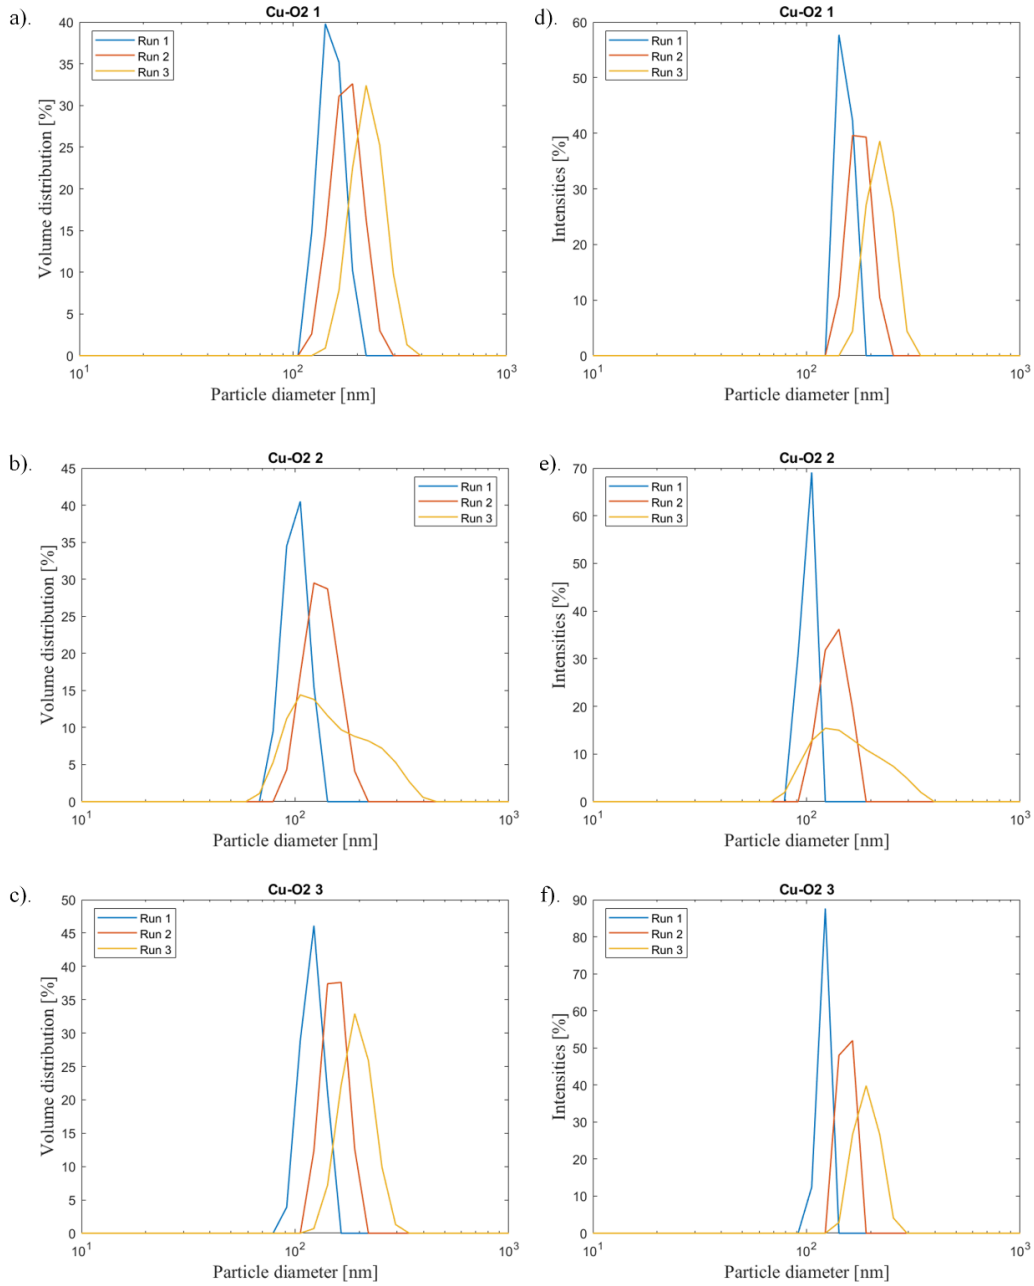 a).
Cu-O2 1
Volume distribution [%]
40
35
30
25
20
15
10
5
0
Run 1
Run 2
Run 3
10^1
10^2
10^3
Particle diameter [nm]
d).
Cu-O2 1
Intensities [%]
60
50
40
30
20
10
0
Run 1
Run 2
Run 3
10^1
10^2
10^3
Particle diameter [nm]
b).
Cu-O2 2
Volume distribution [%]
45
40
35
30
25
20
15
10
5
0
Run 1
Run 2
Run 3
10^1
10^2
10^3
Particle diameter [nm]
e).
Cu-O2 2
Intensities [%]
70
60
50
40
30
20
10
0
Run 1
Run 2
Run 3
10^1
10^2
10^3
Particle diameter [nm]
c).
Cu-O2 3
Volume distribution [%]
50
45
40
35
30
25
20
15
10
5
0
Run 1
Run 2
Run 3
10^1
10^2
10^3
Particle diameter [nm]
f).
Cu-O2 3
Intensities [%]
90
80
70
60
50
40
30
20
10
0
Run 1
Run 2
Run 3
10^1
10^2
10^3
Particle diameter [nm]